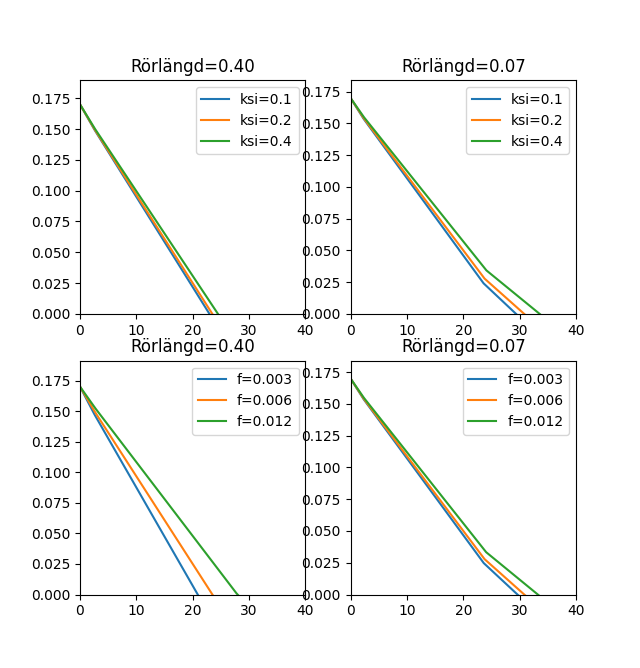 Rörlängd=0.40
0.175
0.150
0.125
0.100
0.075
0.050
0.025
0.000
0 10 20 30 40
ksi=0.1
ksi=0.2
ksi=0.4
Rörlängd=0.07
0.175
0.150
0.125
0.100
0.075
0.050
0.025
0.000
0 10 20 30 40
ksi=0.1
ksi=0.2
ksi=0.4
Rörlängd=0.40
0.175
0.150
0.125
0.100
0.075
0.050
0.025
0.000
0 10 20 30 40
f=0.003
f=0.006
f=0.012
Rörlängd=0.07
0.175
0.150
0.125
0.100
0.075
0.050
0.025
0.000
0 10 20 30 40
f=0.003
f=0.006
f=0.012